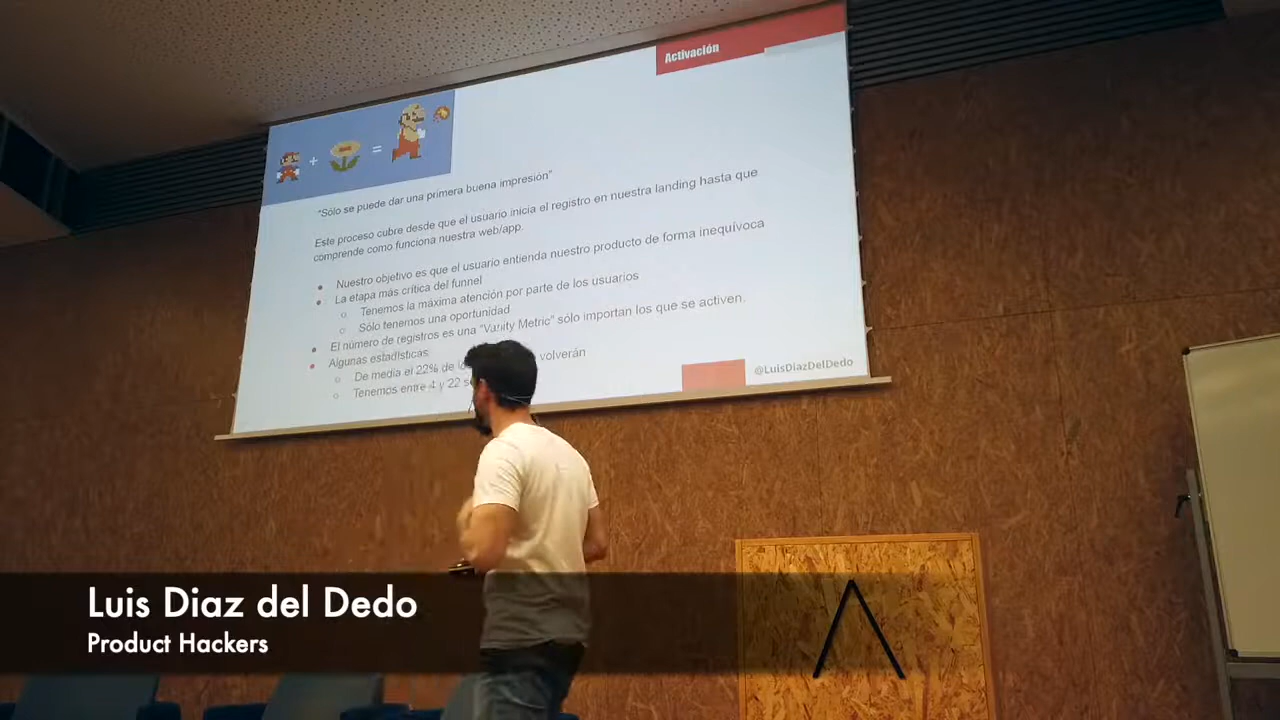 Activación
+ =
"Sólo se puede dar una primera buena impresión"
Este proceso cubre desde que el usuario inicia el registro en nuestra landing hasta que
comprende como funciona nuestra web/app.
Nuestro objetivo es que el usuario entienda nuestro producto de forma inequívoca
La etapa más crítica del funnel
Tenemos la máxima atención por parte de los usuarios
Sólo tenemos una oportunidad
El número de registros es una "Vanity Metric" sólo importan los que se activen.
Algunas estadísticas
De media el 22% de volverán
Tenemos entre 4 y 22
@LuisDiazDelDedo
Luis Diaz del Dedo
Product Hackers